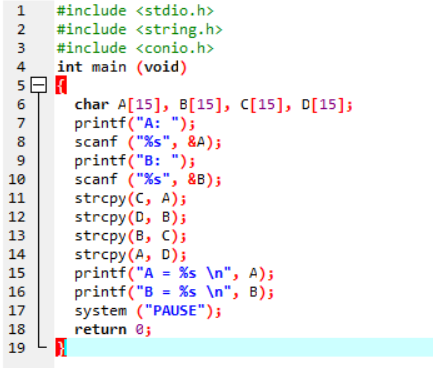 1 #include <stdio.h>
2 #include <string.h>
3 #include <conio.h>
4 int main (void)
5 {
6 char A[15], B[15], C[15], D[15];
7 printf("A: ");
8 scanf ("%s", &A);
9 printf("B: ");
10 scanf ("%s", &B);
11 strcpy(C, A);
12 strcpy(D, B);
13 strcpy(B, C);
14 strcpy(A, D);
15 printf("A = %s \n", A);
16 printf("B = %s \n", B);
17 system ("PAUSE");
18 return 0;
19 }